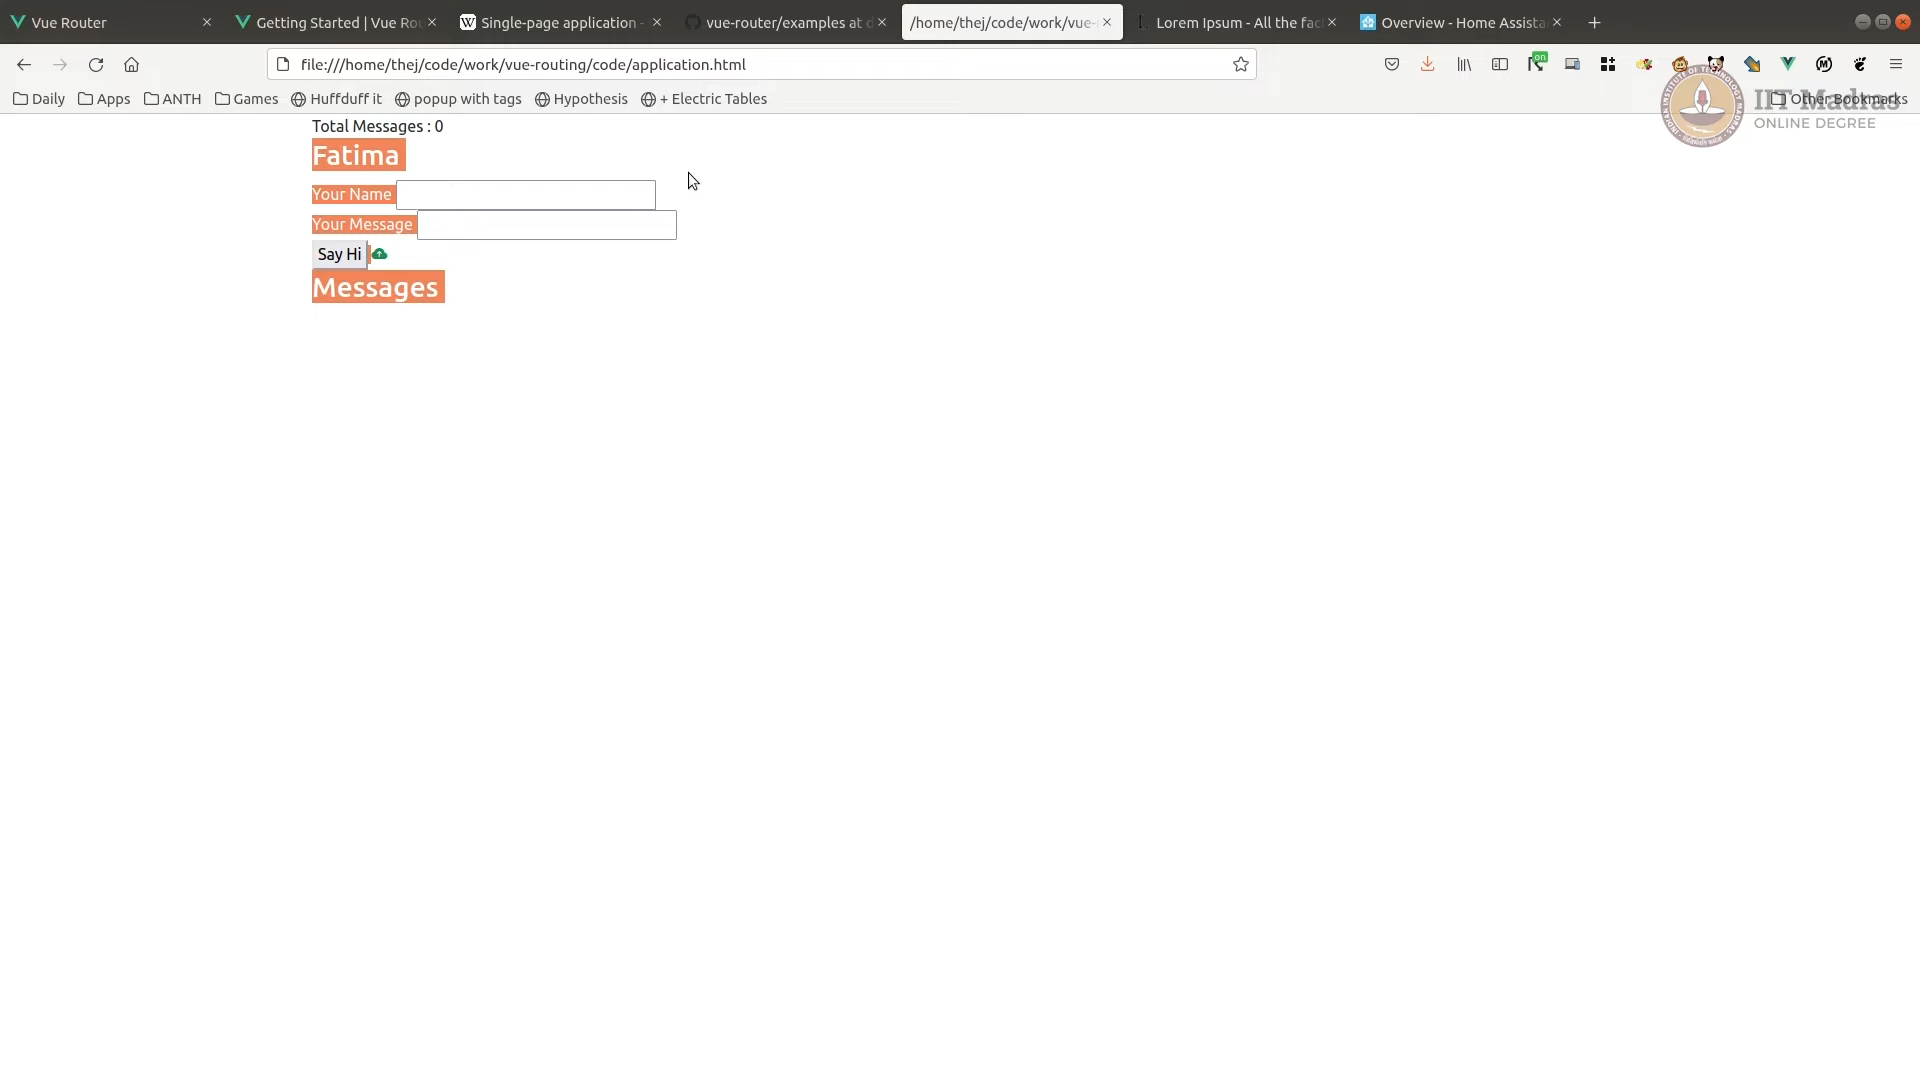 Vue Router
Getting Started | Vue Ro
Single-page application -
vue-router/examples at d
/home/thej/code/work/vue-
Lorem Ipsum - All the fac
Overview - Home Assista
file:///home/thej/code/work/vue-routing/code/application.html
on
Daily
Apps
ANTH
Games
Huffduff it
popup with tags
Hypothesis
+ Electric Tables
Other Bookmarks
IIT Madras
ONLINE DEGREE
Total Messages : 0
Fatima
Your Name
Your Message
Say Hi
Messages